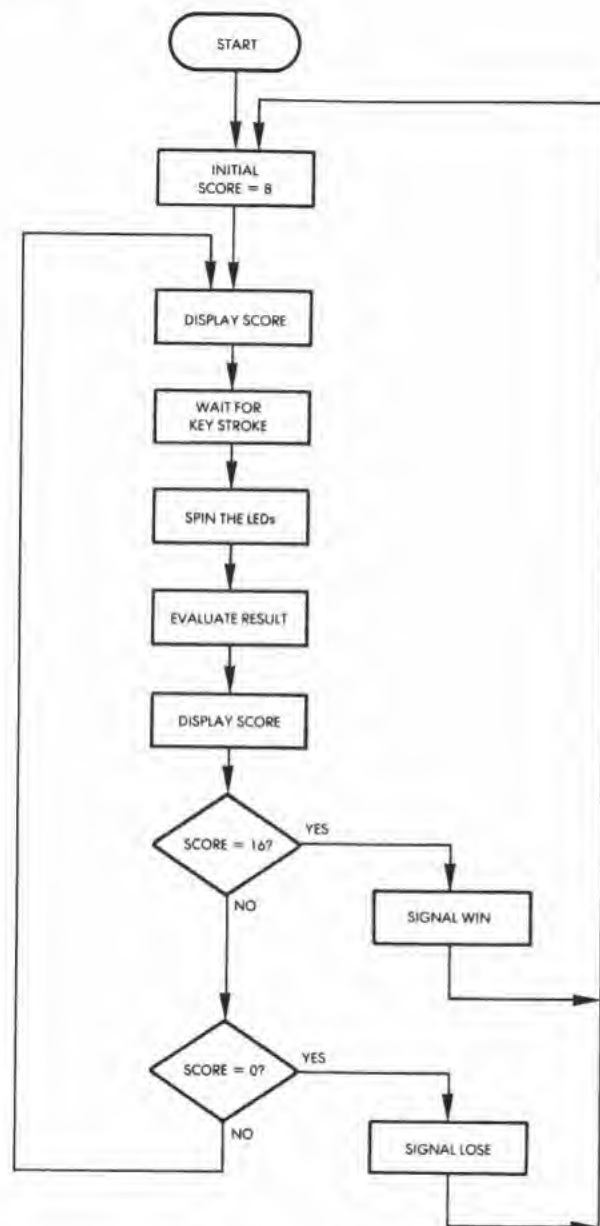 START
INITIAL
SCORE = 8
DISPLAY SCORE
WAIT FOR
KEY STROKE
SPIN THE LEDs
EVALUATE RESULT
DISPLAY SCORE
SCORE = 16?
YES
NO
SIGNAL WIN
SCORE = 0?
YES
NO
SIGNAL LOSE